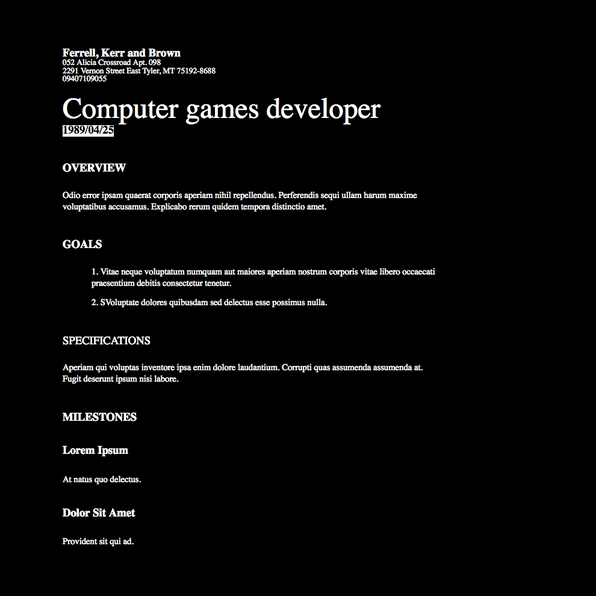 Ferrell, Kerr and Brown
052 Alicia Crossroad Apt. 098
2291 Vernon Street East Tyler, MT 75192-8688
09407109055
Computer games developer
1989/04/25
OVERVIEW
Odio error ipsam quaerat corporis aperiam nihil repellendus. Perferendis sequi ullam harum maxime
voluptatibus accusamus. Explicabo rerum quidem tempora distinctio amet.
GOALS
1. Vitae neque voluptatum numquam aut maiores aperiam nostrum corporis vitae libero occaecati
praesentium debitis consectetur tenetur.
2. SVoluptate dolores quibusdam sed delectus esse possimus nulla.
SPECIFICATIONS
Aperiam qui voluptas inventore ipsa enim dolore laudantium. Corrupti quas assumenda assumenda at.
Fugit deserunt ipsum nisi labore.
MILESTONES
Lorem Ipsum
At natus quo delectus.
Dolor Sit Amet
Provident sit qui ad.